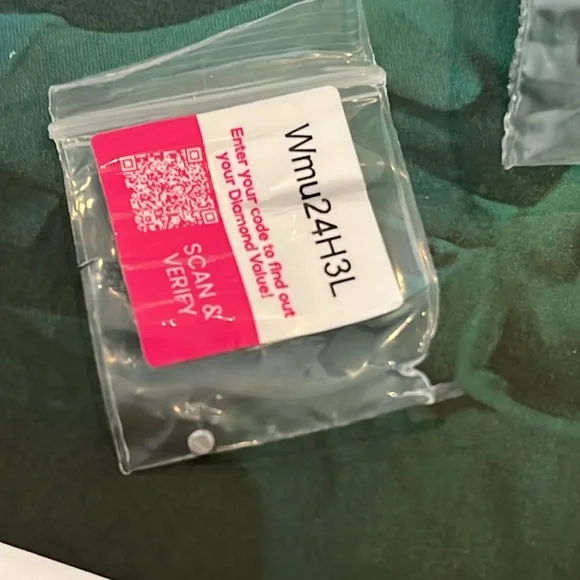 Wmu24H3L
Enter your code to find out
your Diamond Value!
SCAN &
VERIFY